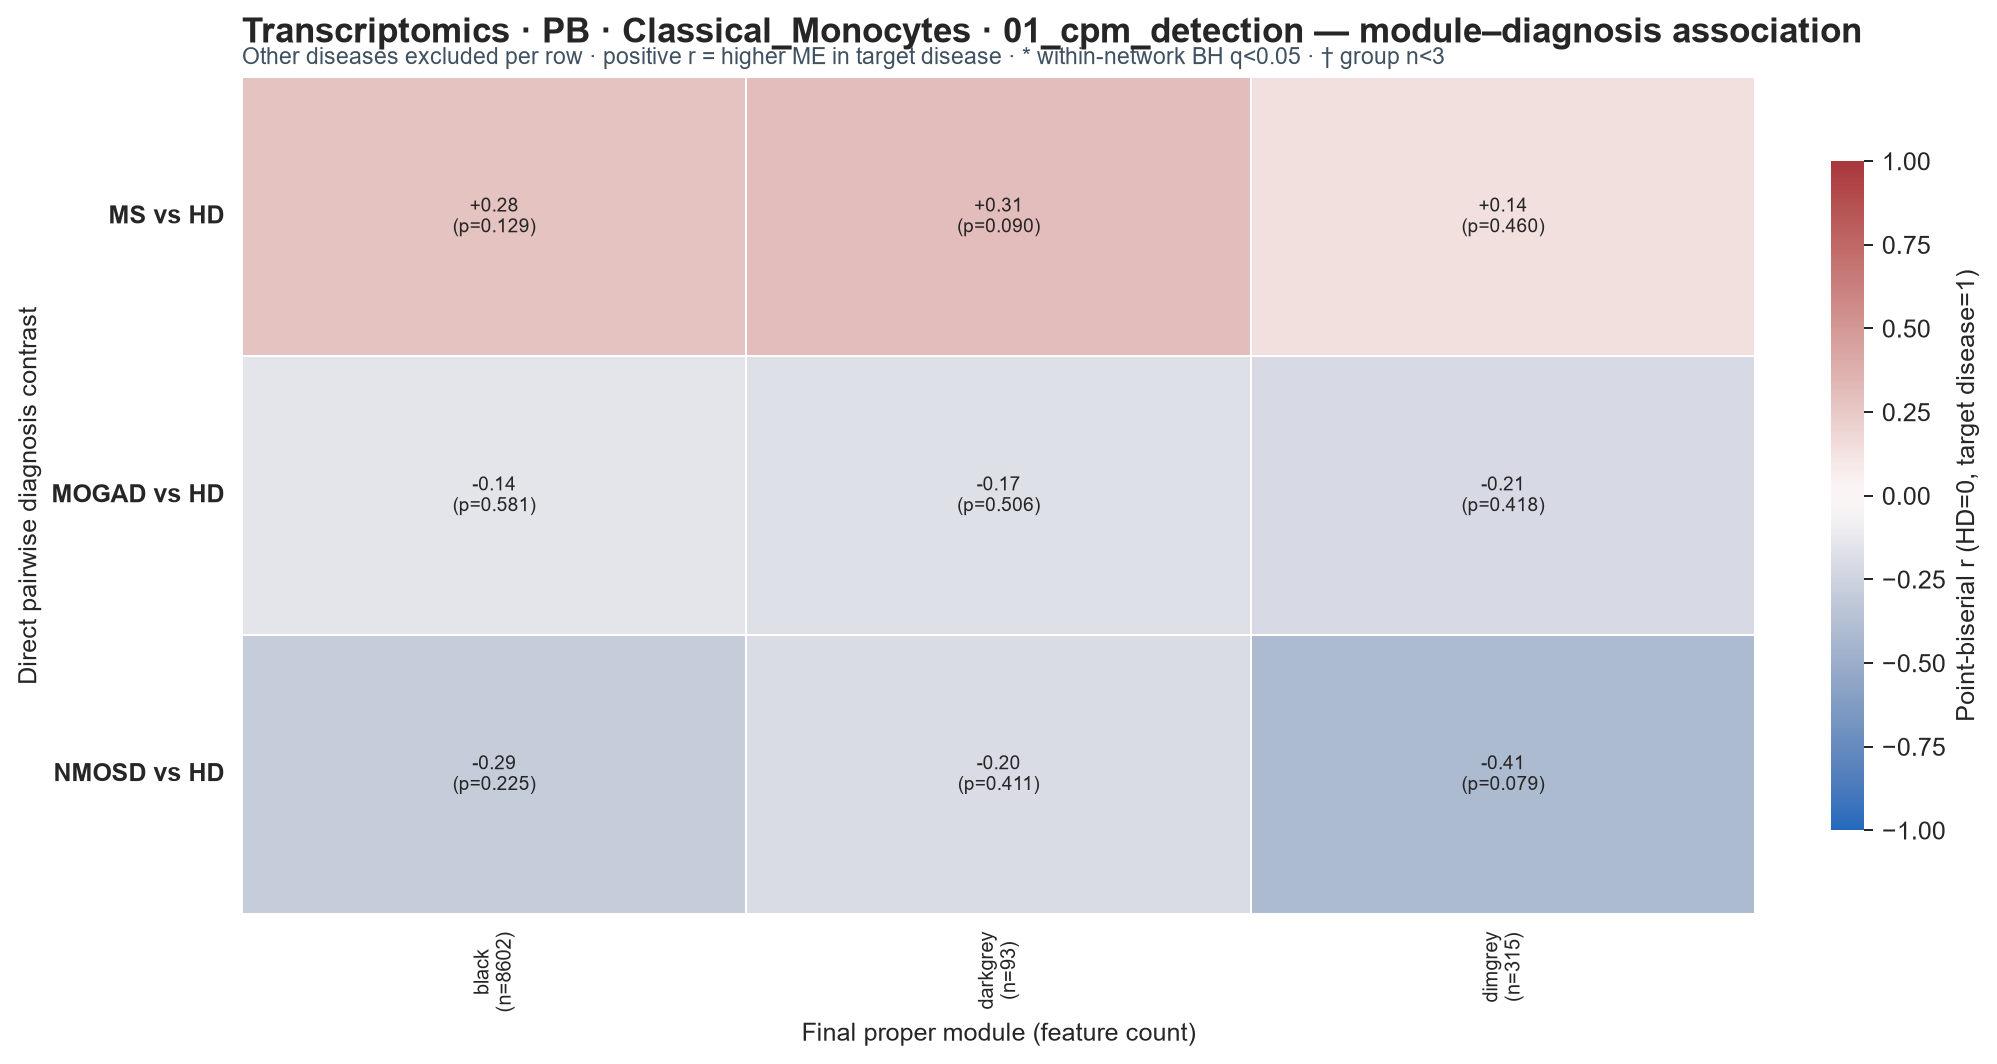 Transcriptomics · PB · Classical_Monocytes · 01_cpm_detection — module–diagnosis association
Other diseases excluded per row · positive r = higher ME in target disease · * within-network BH q<0.05 · † group n<3
Direct pairwise diagnosis contrast
MS vs HD
+0.28
(p=0.129)
+0.31
(p=0.090)
+0.14
(p=0.460)
MOGAD vs HD
-0.14
(p=0.581)
-0.17
(p=0.506)
-0.21
(p=0.418)
NMOSD vs HD
-0.29
(p=0.225)
-0.20
(p=0.411)
-0.41
(p=0.079)
black
(n=8602)
darkgrey
(n=93)
dimgrey
(n=315)
Final proper module (feature count)
1.00
0.75
0.50
0.25
0.00
−0.25
−0.50
−0.75
−1.00
Point-biserial r (HD=0, target disease=1)